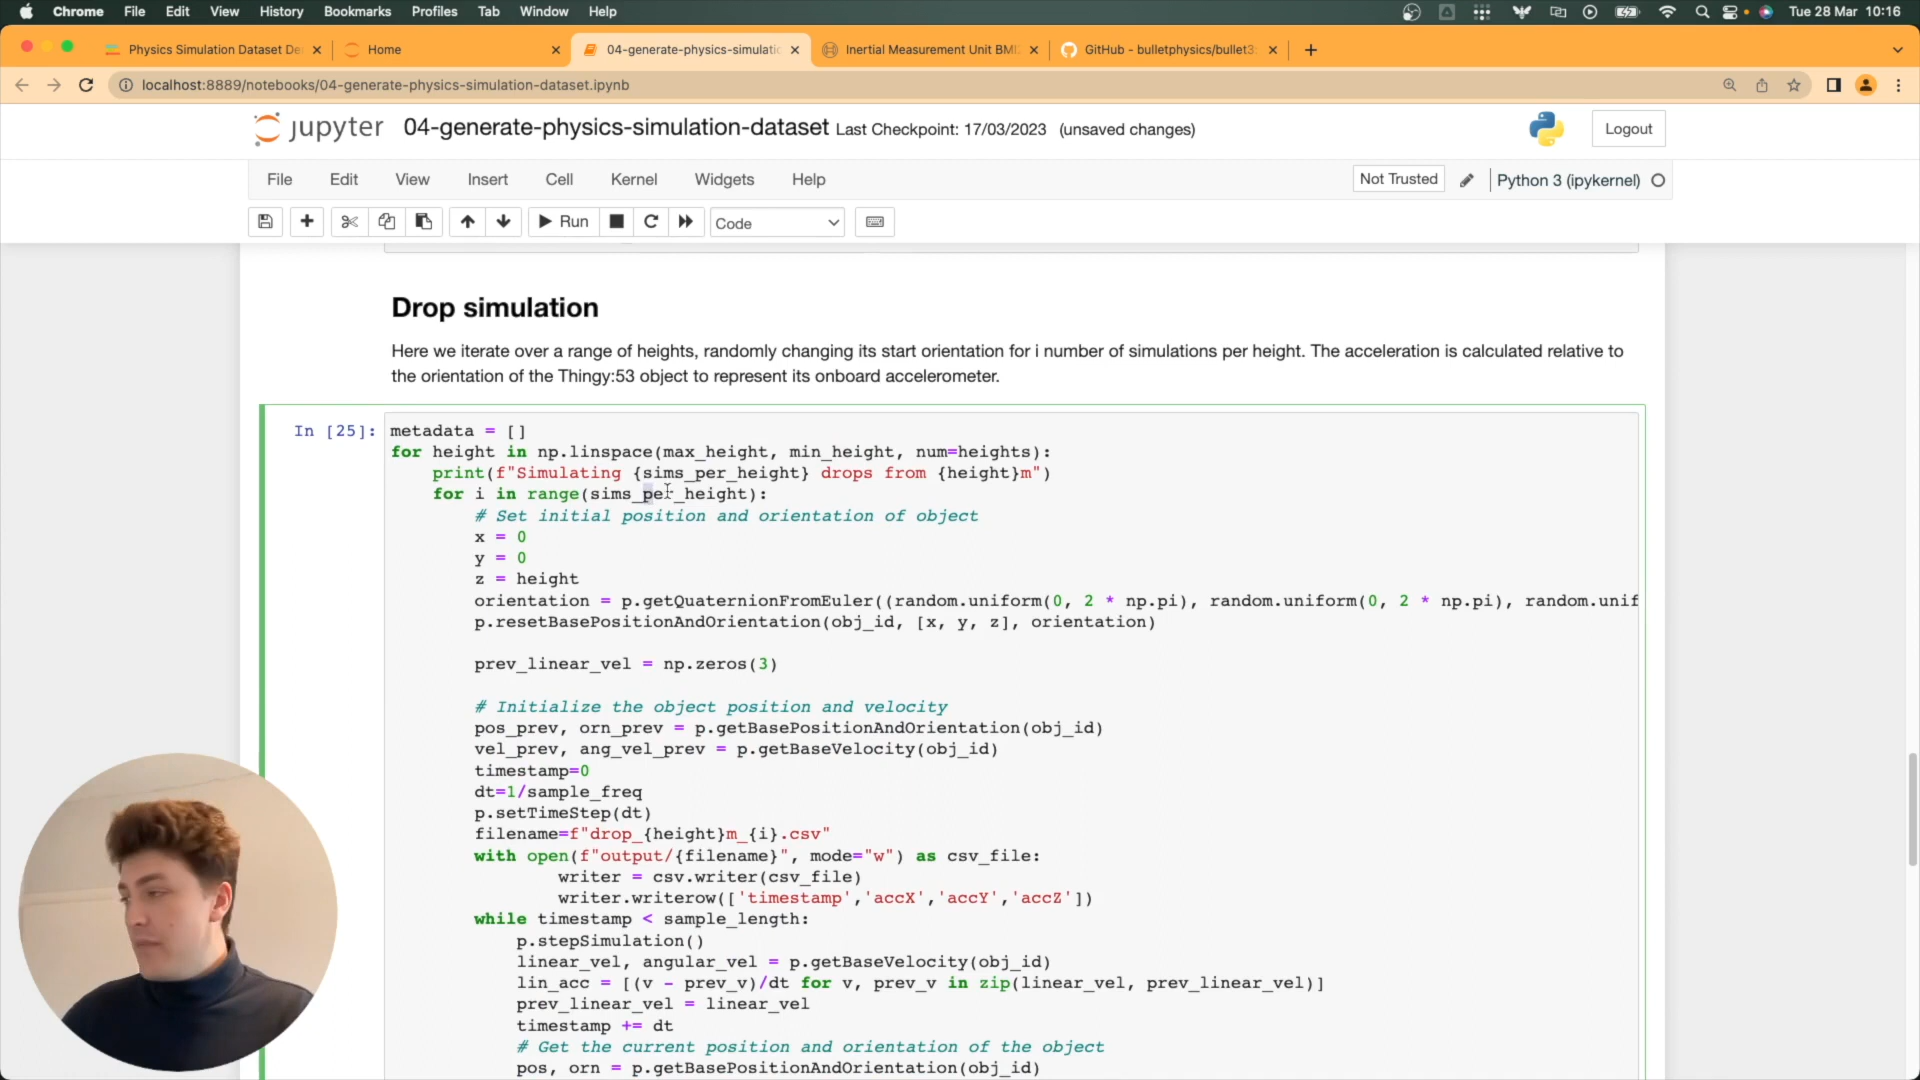 Chrome File Edit View History Bookmarks Profiles Tab Window Help Tue 28 Mar 10:16
Physics Simulation Dataset De Home 04-generate-physics-simulatio Inertial Measurement Unit BMI GitHub - bulletphysics/bullet3:
localhost:8889/notebooks/04-generate-physics-simulation-dataset.ipynb
jupyter 04-generate-physics-simulation-dataset Last Checkpoint: 17/03/2023 (unsaved changes) Logout
File Edit View Insert Cell Kernel Widgets Help Not Trusted Python 3 (ipykernel)
Run Code
Drop simulation
Here we iterate over a range of heights, randomly changing its start orientation for i number of simulations per height. The acceleration is calculated relative to
the orientation of the Thingy:53 object to represent its onboard accelerometer.
In [25]: metadata = []
for height in np.linspace(max_height, min_height, num=heights):
print(f"Simulating {sims_per_height} drops from {height}m")
for i in range(sims_per_height):
# Set initial position and orientation of object
x = 0
y = 0
z = height
orientation = p.getQuaternionFromEuler((random.uniform(0, 2 * np.pi), random.uniform(0, 2 * np.pi), random.unif
p.resetBasePositionAndOrientation(obj_id, [x, y, z], orientation)
prev_linear_vel = np.zeros(3)
# Initialize the object position and velocity
pos_prev, orn_prev = p.getBasePositionAndOrientation(obj_id)
vel_prev, ang_vel_prev = p.getBaseVelocity(obj_id)
timestamp=0
dt=1/sample_freq
p.setTimeStep(dt)
filename=f"drop_{height}m_{i}.csv"
with open(f"output/{filename}", mode="w") as csv_file:
writer = csv.writer(csv_file)
writer.writerow(['timestamp','accX','accY','accZ'])
while timestamp < sample_length:
p.stepSimulation()
linear_vel, angular_vel = p.getBaseVelocity(obj_id)
lin_acc = [(v - prev_v)/dt for v, prev_v in zip(linear_vel, prev_linear_vel)]
prev_linear_vel = linear_vel
timestamp += dt
# Get the current position and orientation of the object
pos, orn = p.getBasePositionAndOrientation(obj_id)